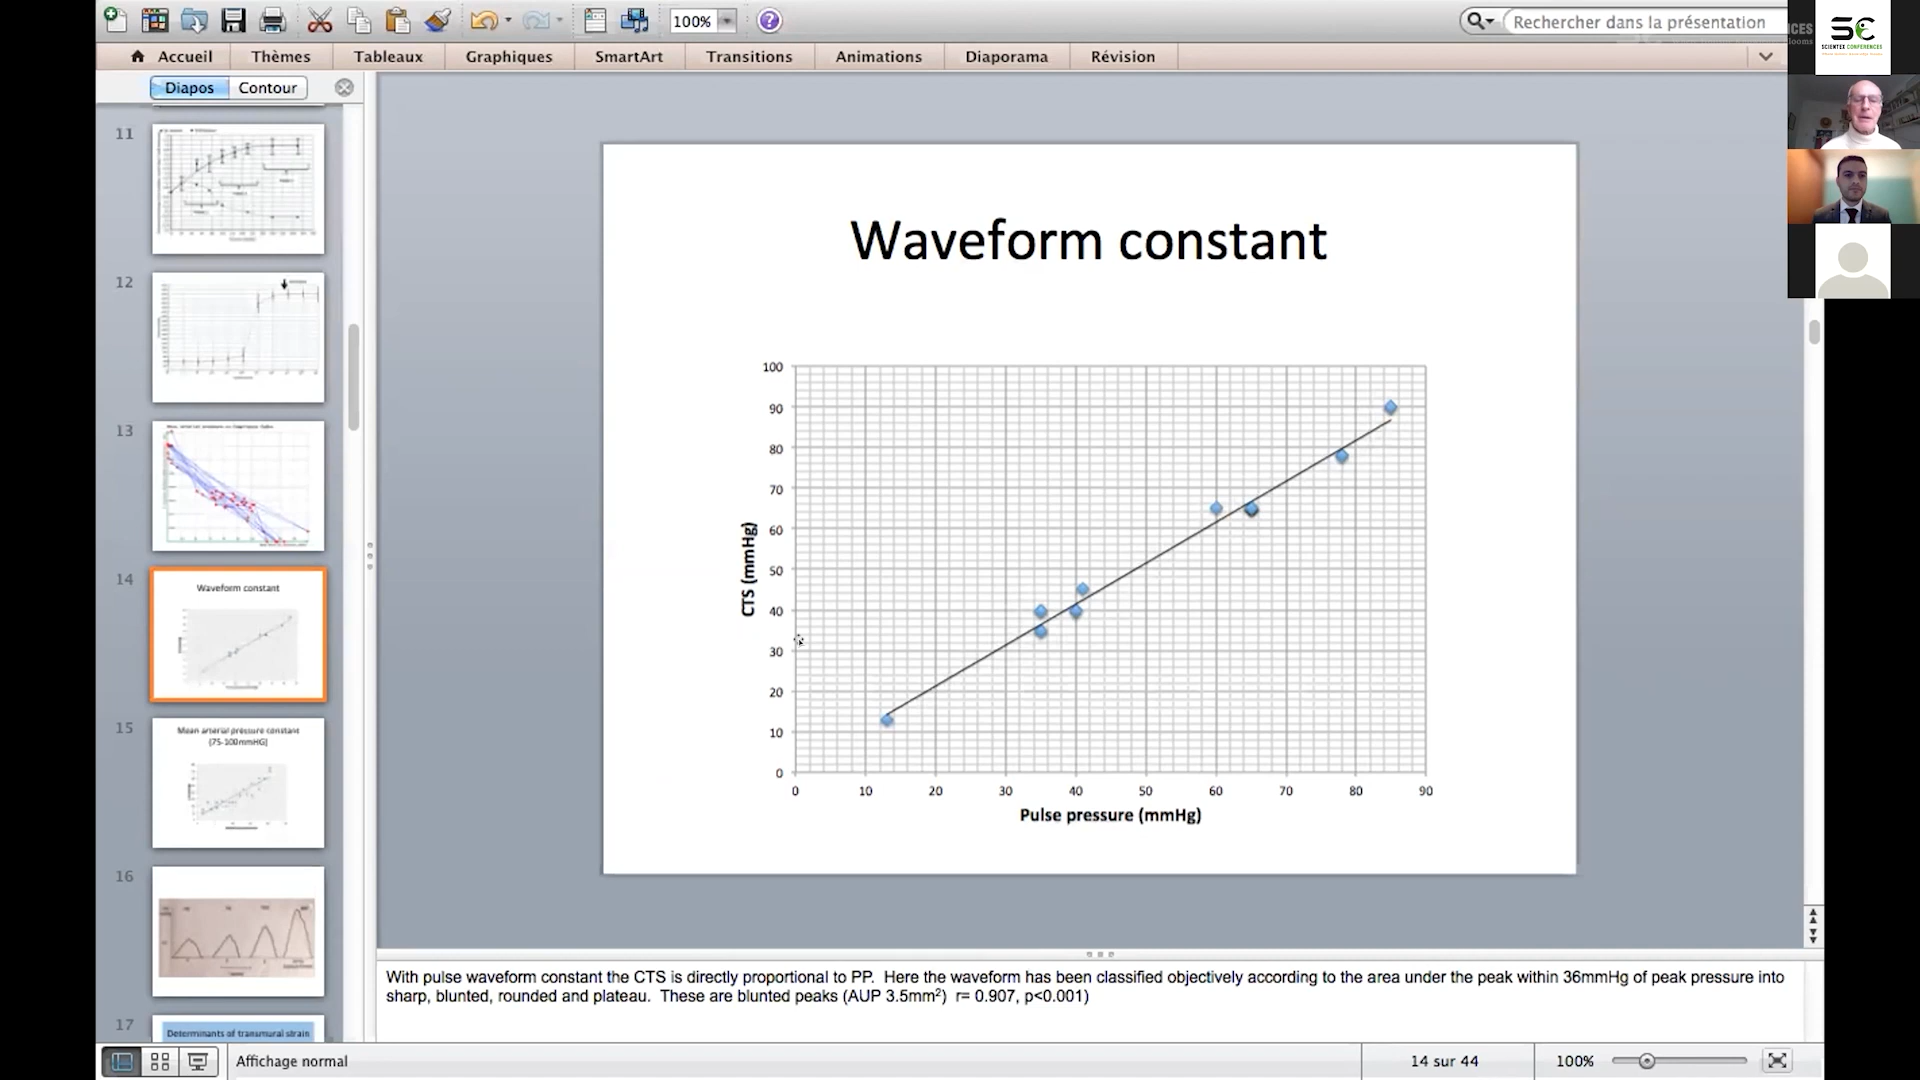 100%
Rechercher dans la présentation
SCIENTEX CONFERENCES
Accueil
Thèmes
Tableaux
Graphiques
SmartArt
Transitions
Animations
Diaporama
Révision
Diapos
Contour
11
12
13
14
Waveform constant
15
Mean arterial pressure constant
(75-100mmHG)
16
17
Determinants of transmural strain
Waveform constant
100
90
80
70
60
50
40
30
20
10
0
CTS (mmHg)
0 10 20 30 40 50 60 70 80 90
Pulse pressure (mmHg)
With pulse waveform constant the CTS is directly proportional to PP. Here the waveform has been classified objectively according to the area under the peak within 36mmHg of peak pressure into
sharp, blunted, rounded and plateau. These are blunted peaks (AUP 3.5mm²) r= 0.907, p<0.001)
Affichage normal
14 sur 44
100%